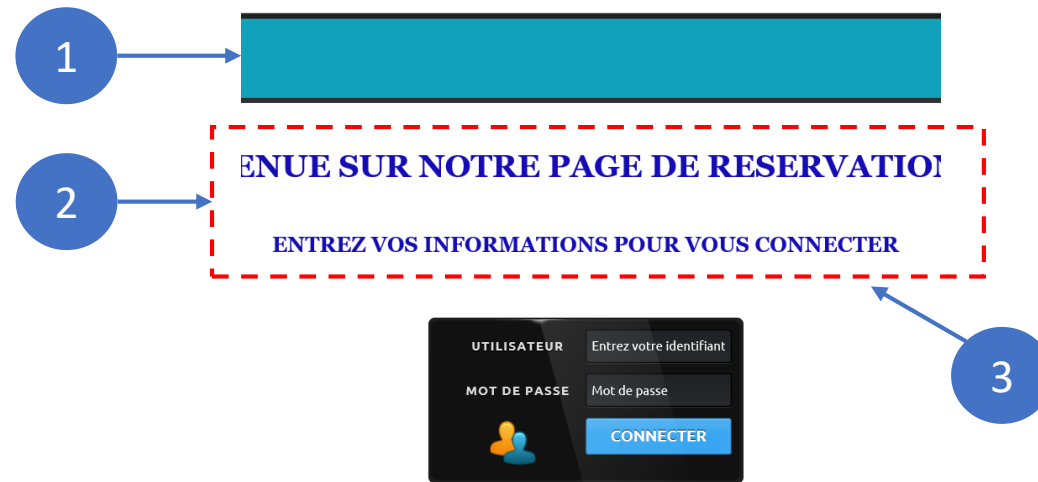 1
ENUE SUR NOTRE PAGE DE RESERVATION
2
ENTREZ VOS INFORMATIONS POUR VOUS CONNECTER
UTILISATEUR Entrez votre identifiant
MOT DE PASSE Mot de passe
3
CONNECTER